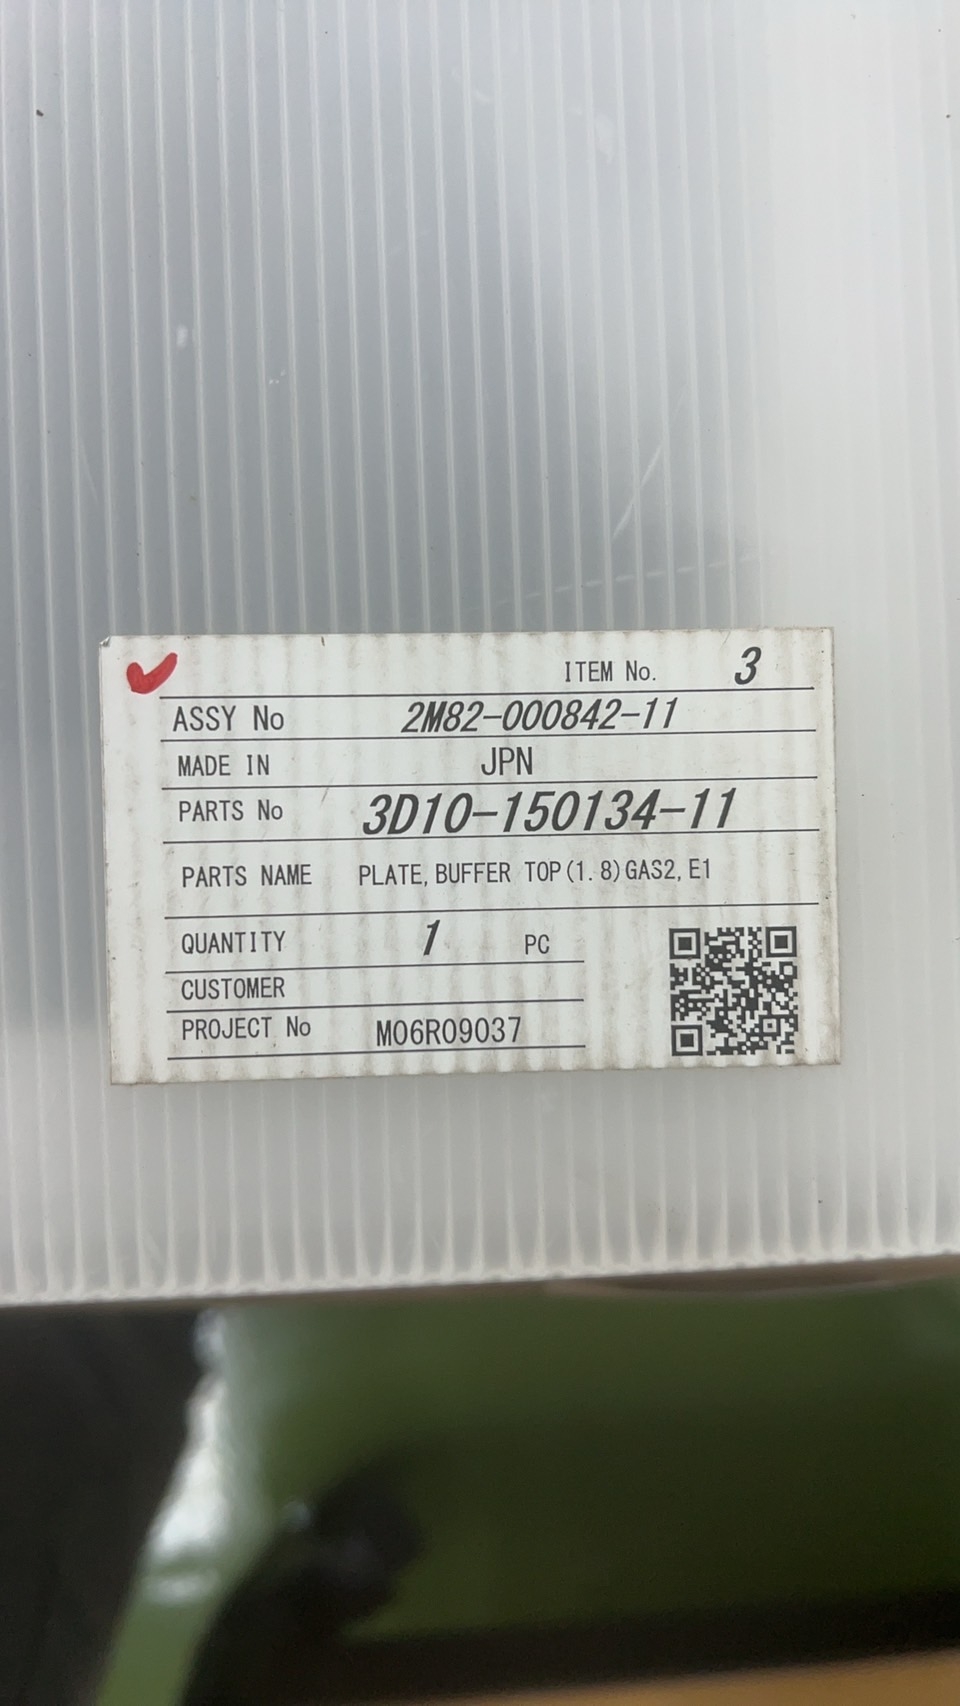 ITEM No. 3
ASSY No 2M82-000842-11
MADE IN JPN
PARTS No 3D10-150134-11
PARTS NAME PLATE, BUFFER TOP(1.8)GAS2, E1
QUANTITY 1 PC
CUSTOMER
PROJECT No M06R09037